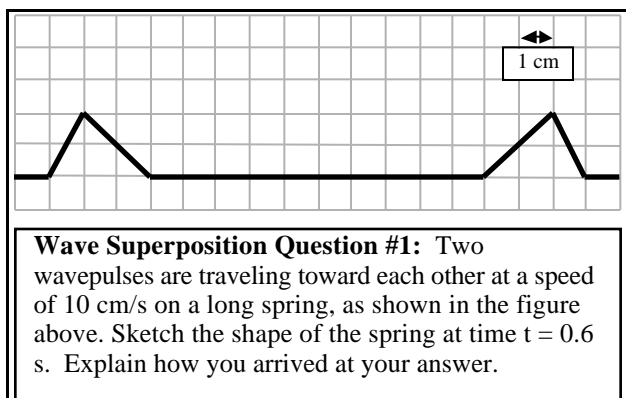 1 cm
Wave Superposition Question #1: Two
wavepulses are traveling toward each other at a speed
of 10 cm/s on a long spring, as shown in the figure
above. Sketch the shape of the spring at time t = 0.6
s. Explain how you arrived at your answer.